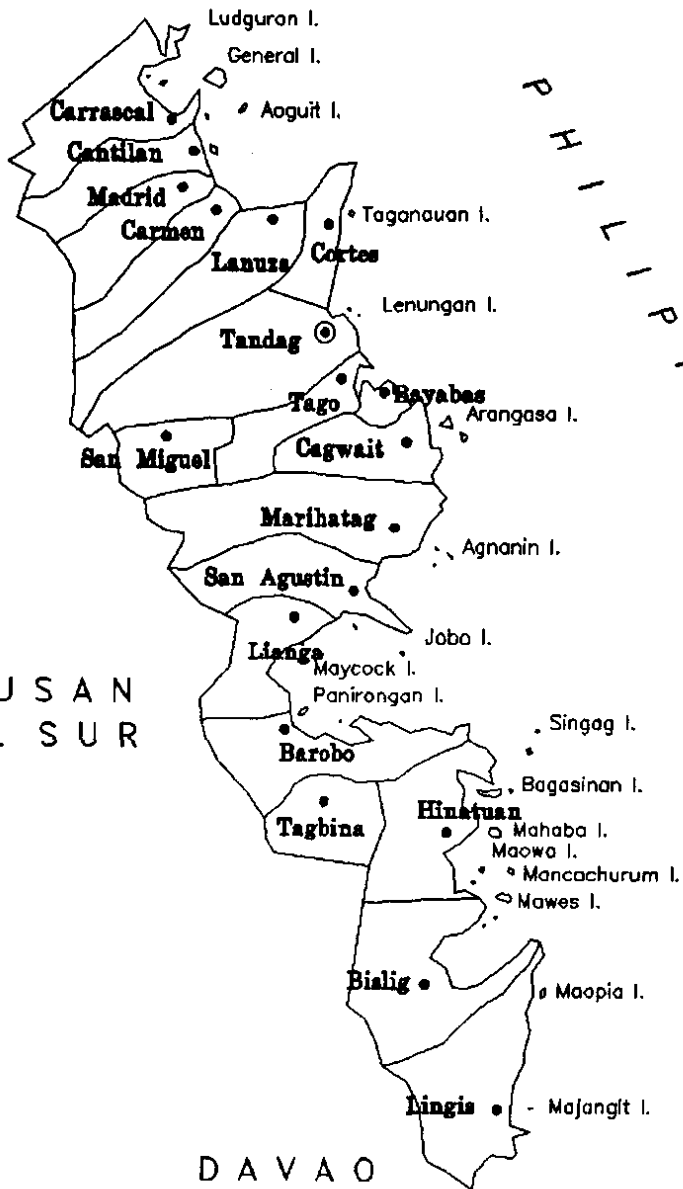 Ludguron I.
General I.
Carrascal
Aoguit I.
Cantilan
Madrid
Carmen
Taganauan I.
Lanuza
Cortes
PHILIP
Lenungan I.
Tandag
Tago
Bayabas
Arangasa I.
San Miguel
Cagwait
Marihatag
Agnanin I.
San Agustin
Jobo I.
Lianga
Maycock I.
USAN
Panirongan I.
SUR
Singag I.
Barobo
Bagasinan I.
Hinatuan
Tagbina
Mahaba I.
Maowa I.
Mancachurum I.
Mawes I.
Bislig
Maopia I.
Lingis
Majangit I.
DAVAO